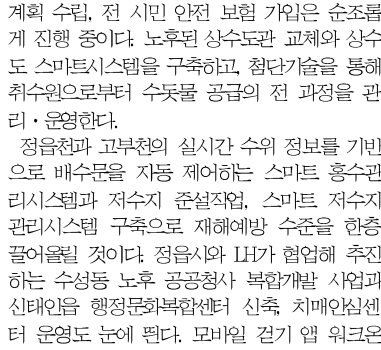 계획 수립, 전 시민 안전 보험 가입은 순조롭
게 진행 중이다. 노후된 상수도관 교체와 상수
도 스마트시스템을 구축하고, 첨단기술을 통해
취수원으로부터 수돗물 공급의 전 과정을 관
리·운영한다.
정읍천과 고부천의 실시간 수위 정보를 기반
으로 배수문을 자동 제어하는 스마트 홍수관
리시스템과 저수지 준설작업, 스마트 저수지
관리시스템 구축으로 재해예방 수준을 한층
끌어올릴 것이다. 정읍시와 LH가 협업해 추진
하는 수성동 노후 공공청사 복합개발 사업과
신태인읍 행정문화복합센터 신축, 치매안심센
터 운영도 눈에 띈다. 모바일 걷기 앱 워크온